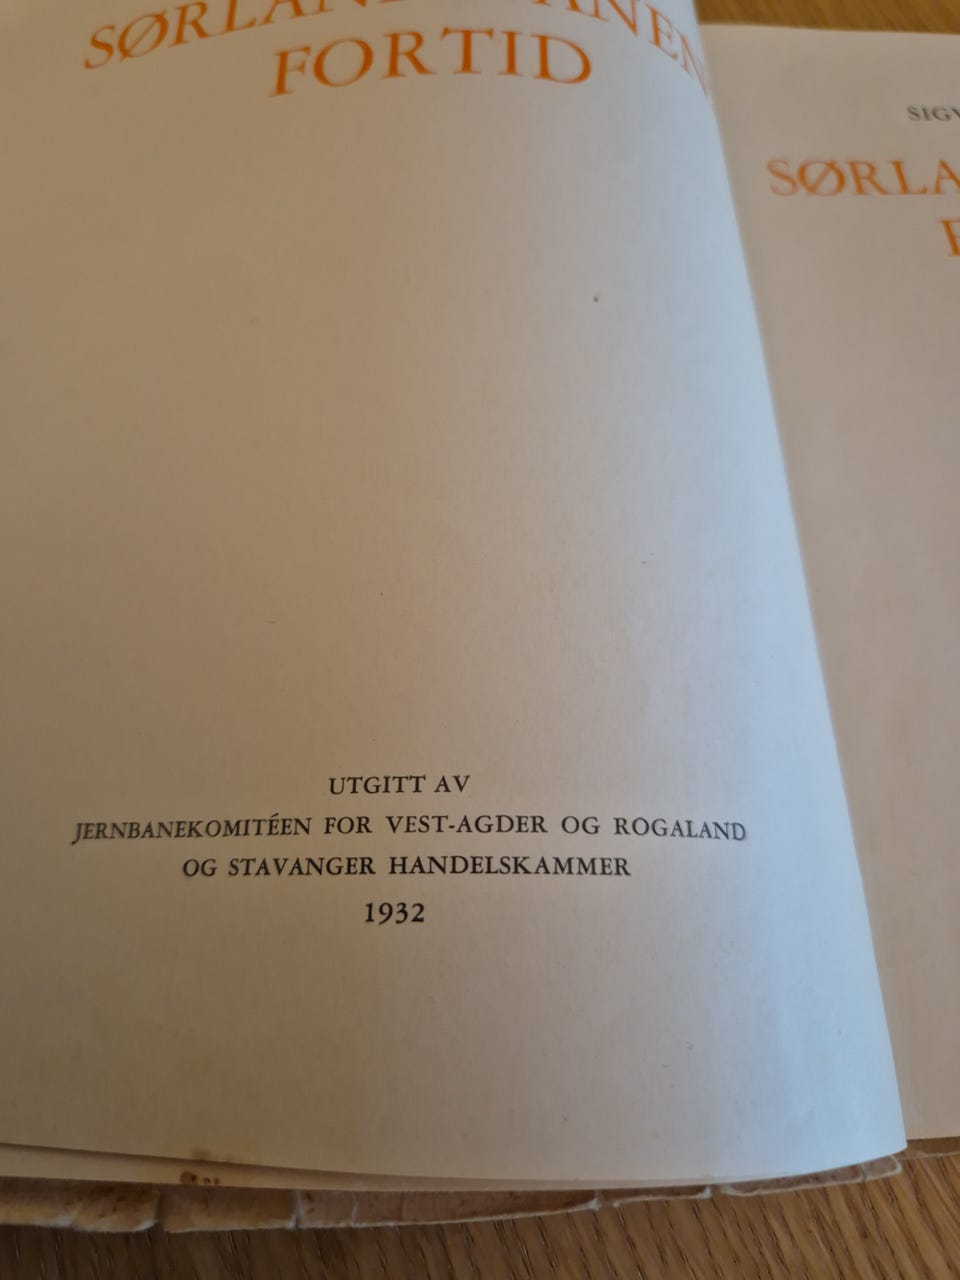 FORTID
UTGITT AV
JERNBANEKOMITÉEN FOR VEST-AGDER OG ROGALAND
OG STAVANGER HANDELSKAMMER
1932